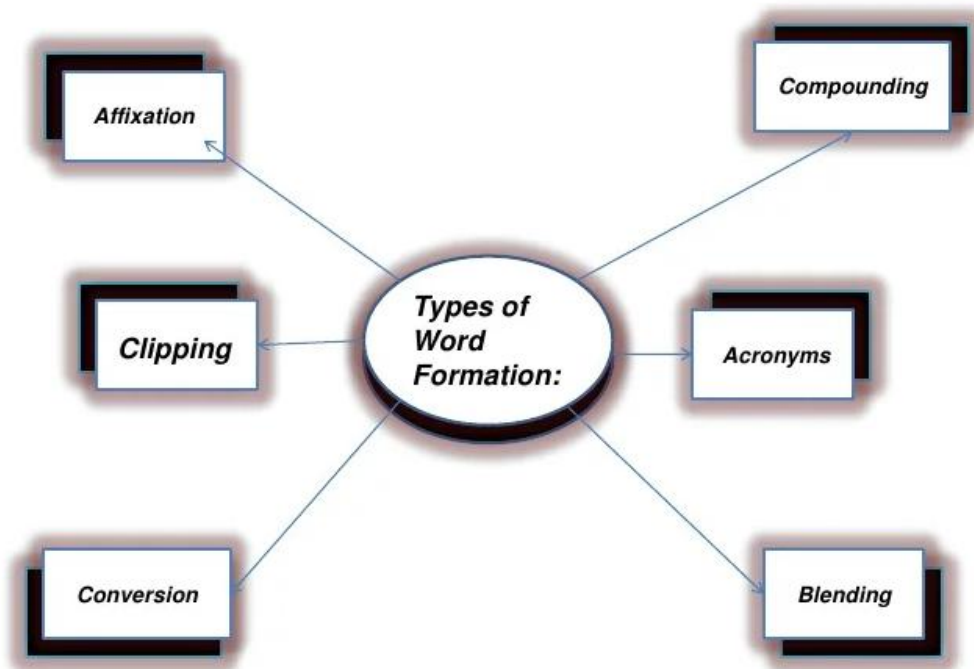 Affixation
Compounding
Types of
Word
Formation:
Clipping
Acronyms
Conversion
Blending